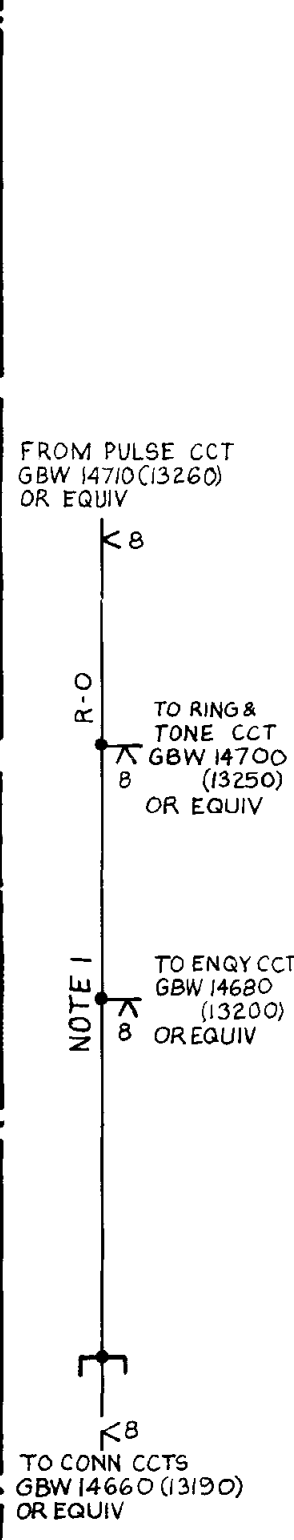 FROM PULSE CCT
GBW 14710 (13260)
OR EQUIV
8
R-O
TO RING &
TONE CCT
GBW 14700
(13250)
OR EQUIV
8
NOTE 1
TO ENQY CCT
GBW 14680
(13200)
OR EQUIV
8
8
TO CONN CCTS
GBW 14660 (13190)
OR EQUIV